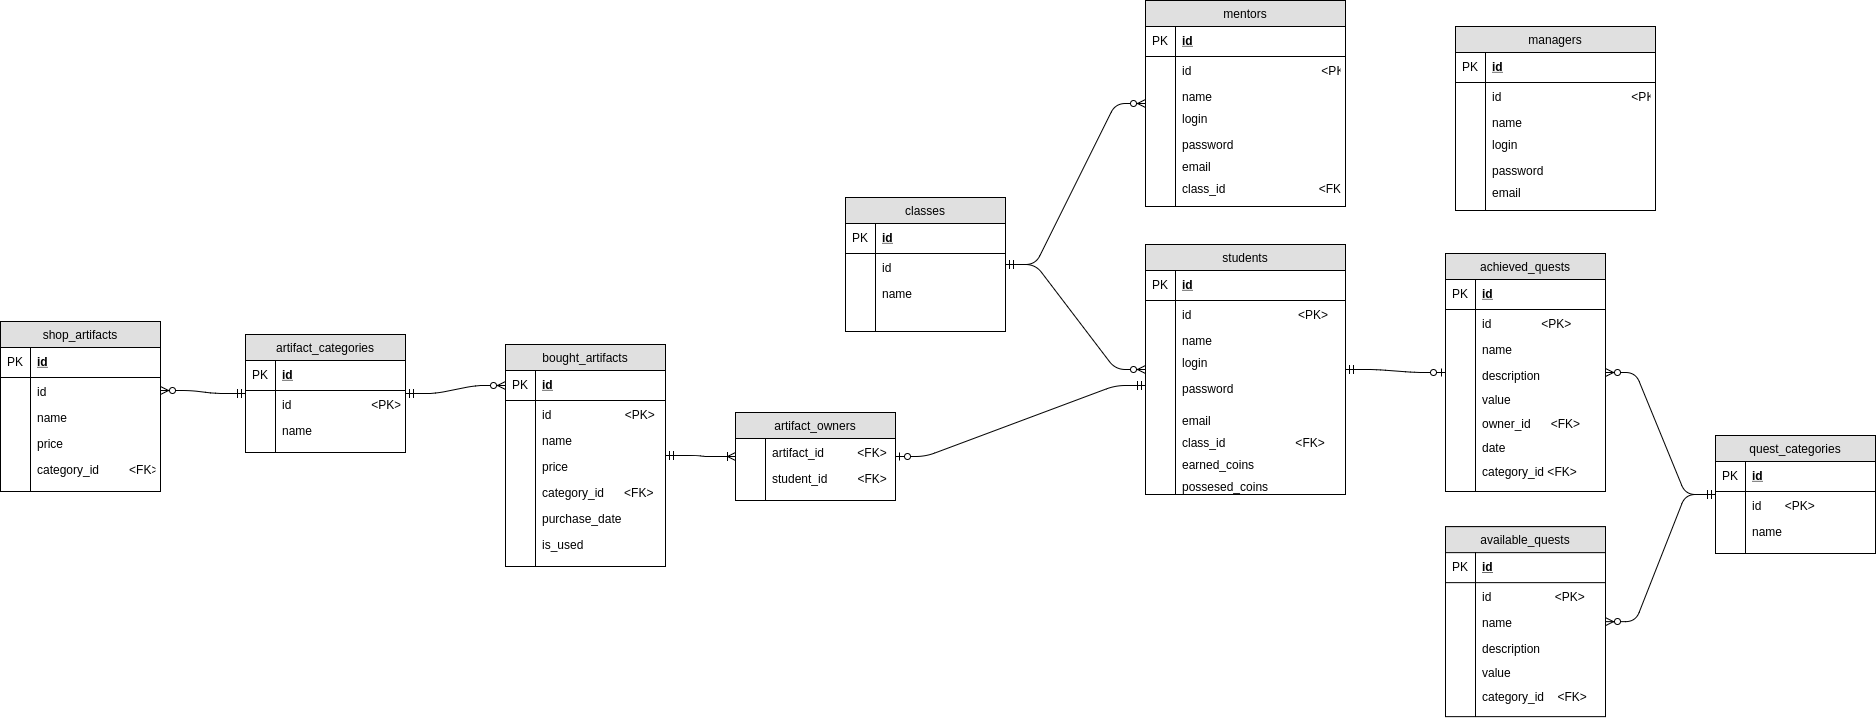 mentors
PK id
id <PK
name
login
password
email
class_id <FK
managers
PK id
id <PK
name
login
password
email
classes
PK id
id
name
students
PK id
id <PK>
name
login
password
email
class_id <FK>
earned_coins
possesed_coins
achieved_quests
PK id
id <PK>
name
description
value
owner_id <FK>
date
category_id <FK>
shop_artifacts
PK id
id
name
price
category_id <FK>
artifact_categories
PK id
id <PK>
name
bought_artifacts
PK id
id <PK>
name
price
category_id <FK>
purchase_date
is_used
artifact_owners
artifact_id <FK>
student_id <FK>
quest_categories
PK id
id <PK>
name
available_quests
PK id
id <PK>
name
description
value
category_id <FK>